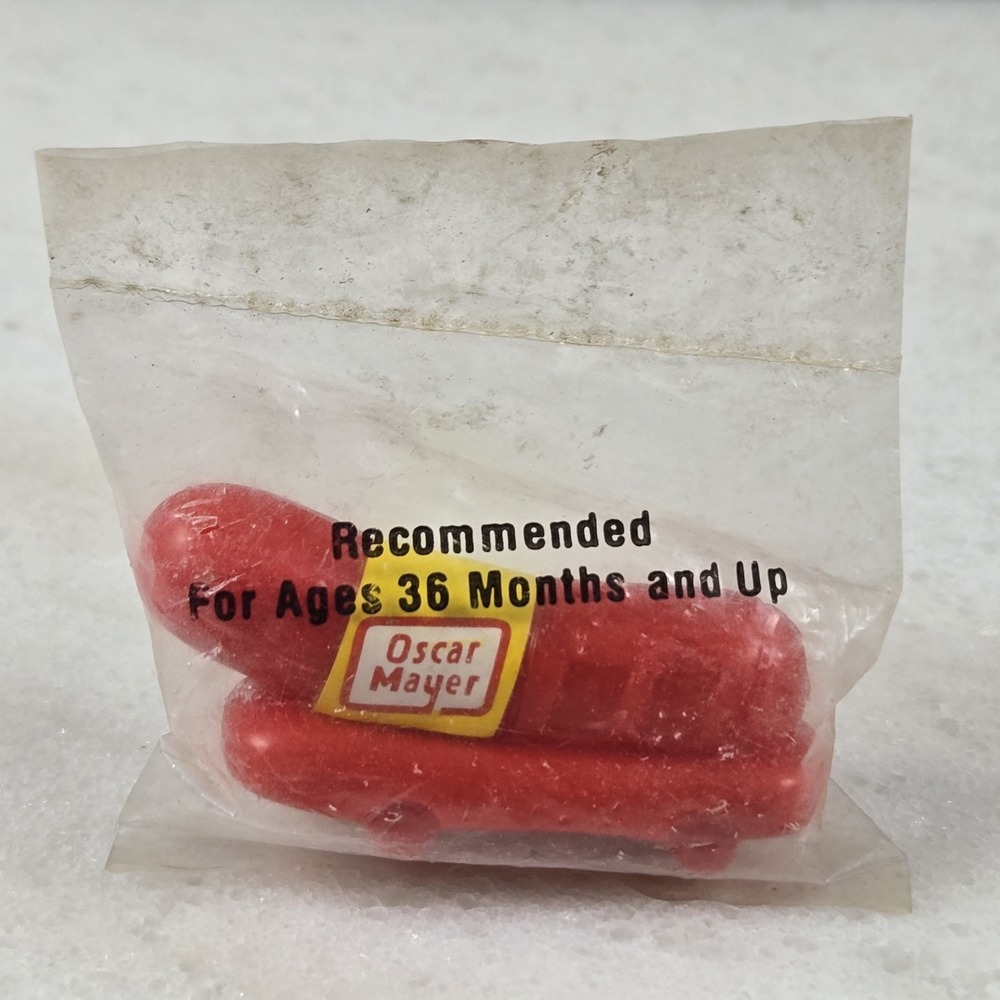 Recommended
For Ages 36 Months and Up
Oscar
Mayer